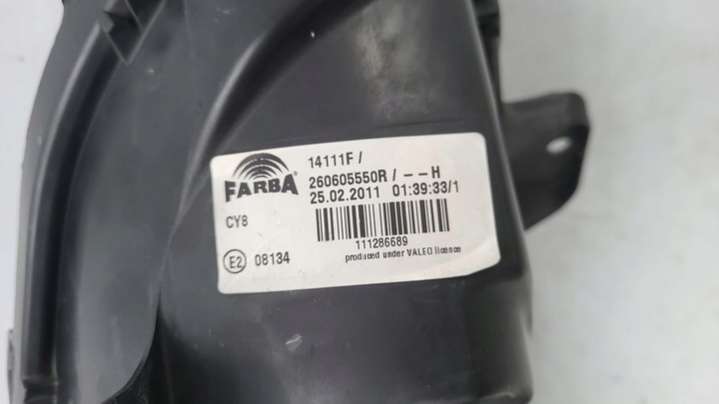 14111F /
FARBA
260605550R / - - H
25.02.2011 01:39:33/1
CY8
111286689
E2 08134
produced under VALEO licence